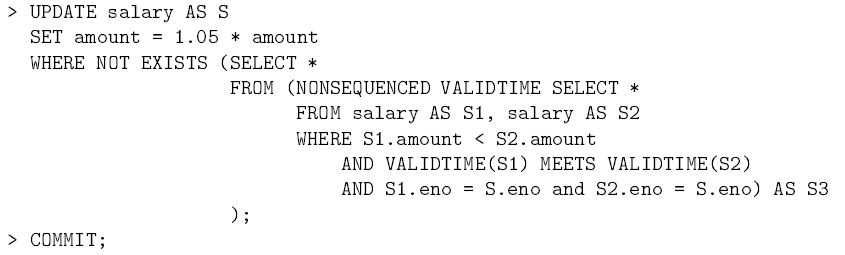 > UPDATE salary AS S
SET amount = 1.05 * amount
WHERE NOT EXISTS (SELECT *
FROM (NONSEQUENCED VALIDTIME SELECT *
FROM salary AS S1, salary AS S2
WHERE S1.amount < S2.amount
AND VALIDTIME(S1) MEETS VALIDTIME(S2)
AND S1.eno = S.eno and S2.eno = S.eno) AS S3
);
> COMMIT;